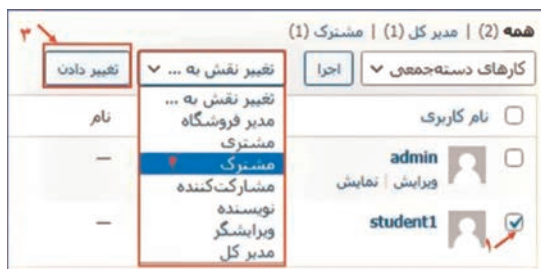 همه (2) | مدیر کل (1) | مشترک (1)
۳
کارهای دسته‌جمعی
اجرا
تغییر نقش به ...
تغییر دادن
نام کاربری
نام
تغییر نقش به ...
مدیر فروشگاه
مشتری
مشترک
مشارکت‌کننده
نویسنده
ویرایشگر
مدیر کل
admin
ویرایش | نمایش
—
student1
—
۱